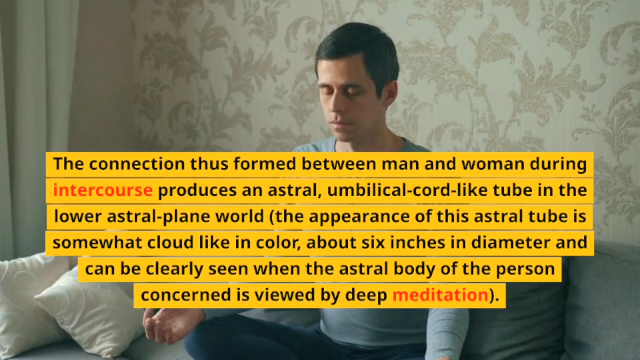 The connection thus formed between man and woman during
intercourse produces an astral, umbilical-cord-like tube in the
lower astral-plane world (the appearance of this astral tube is
somewhat cloud like in color, about six inches in diameter and
can be clearly seen when the astral body of the person
concerned is viewed by deep meditation).